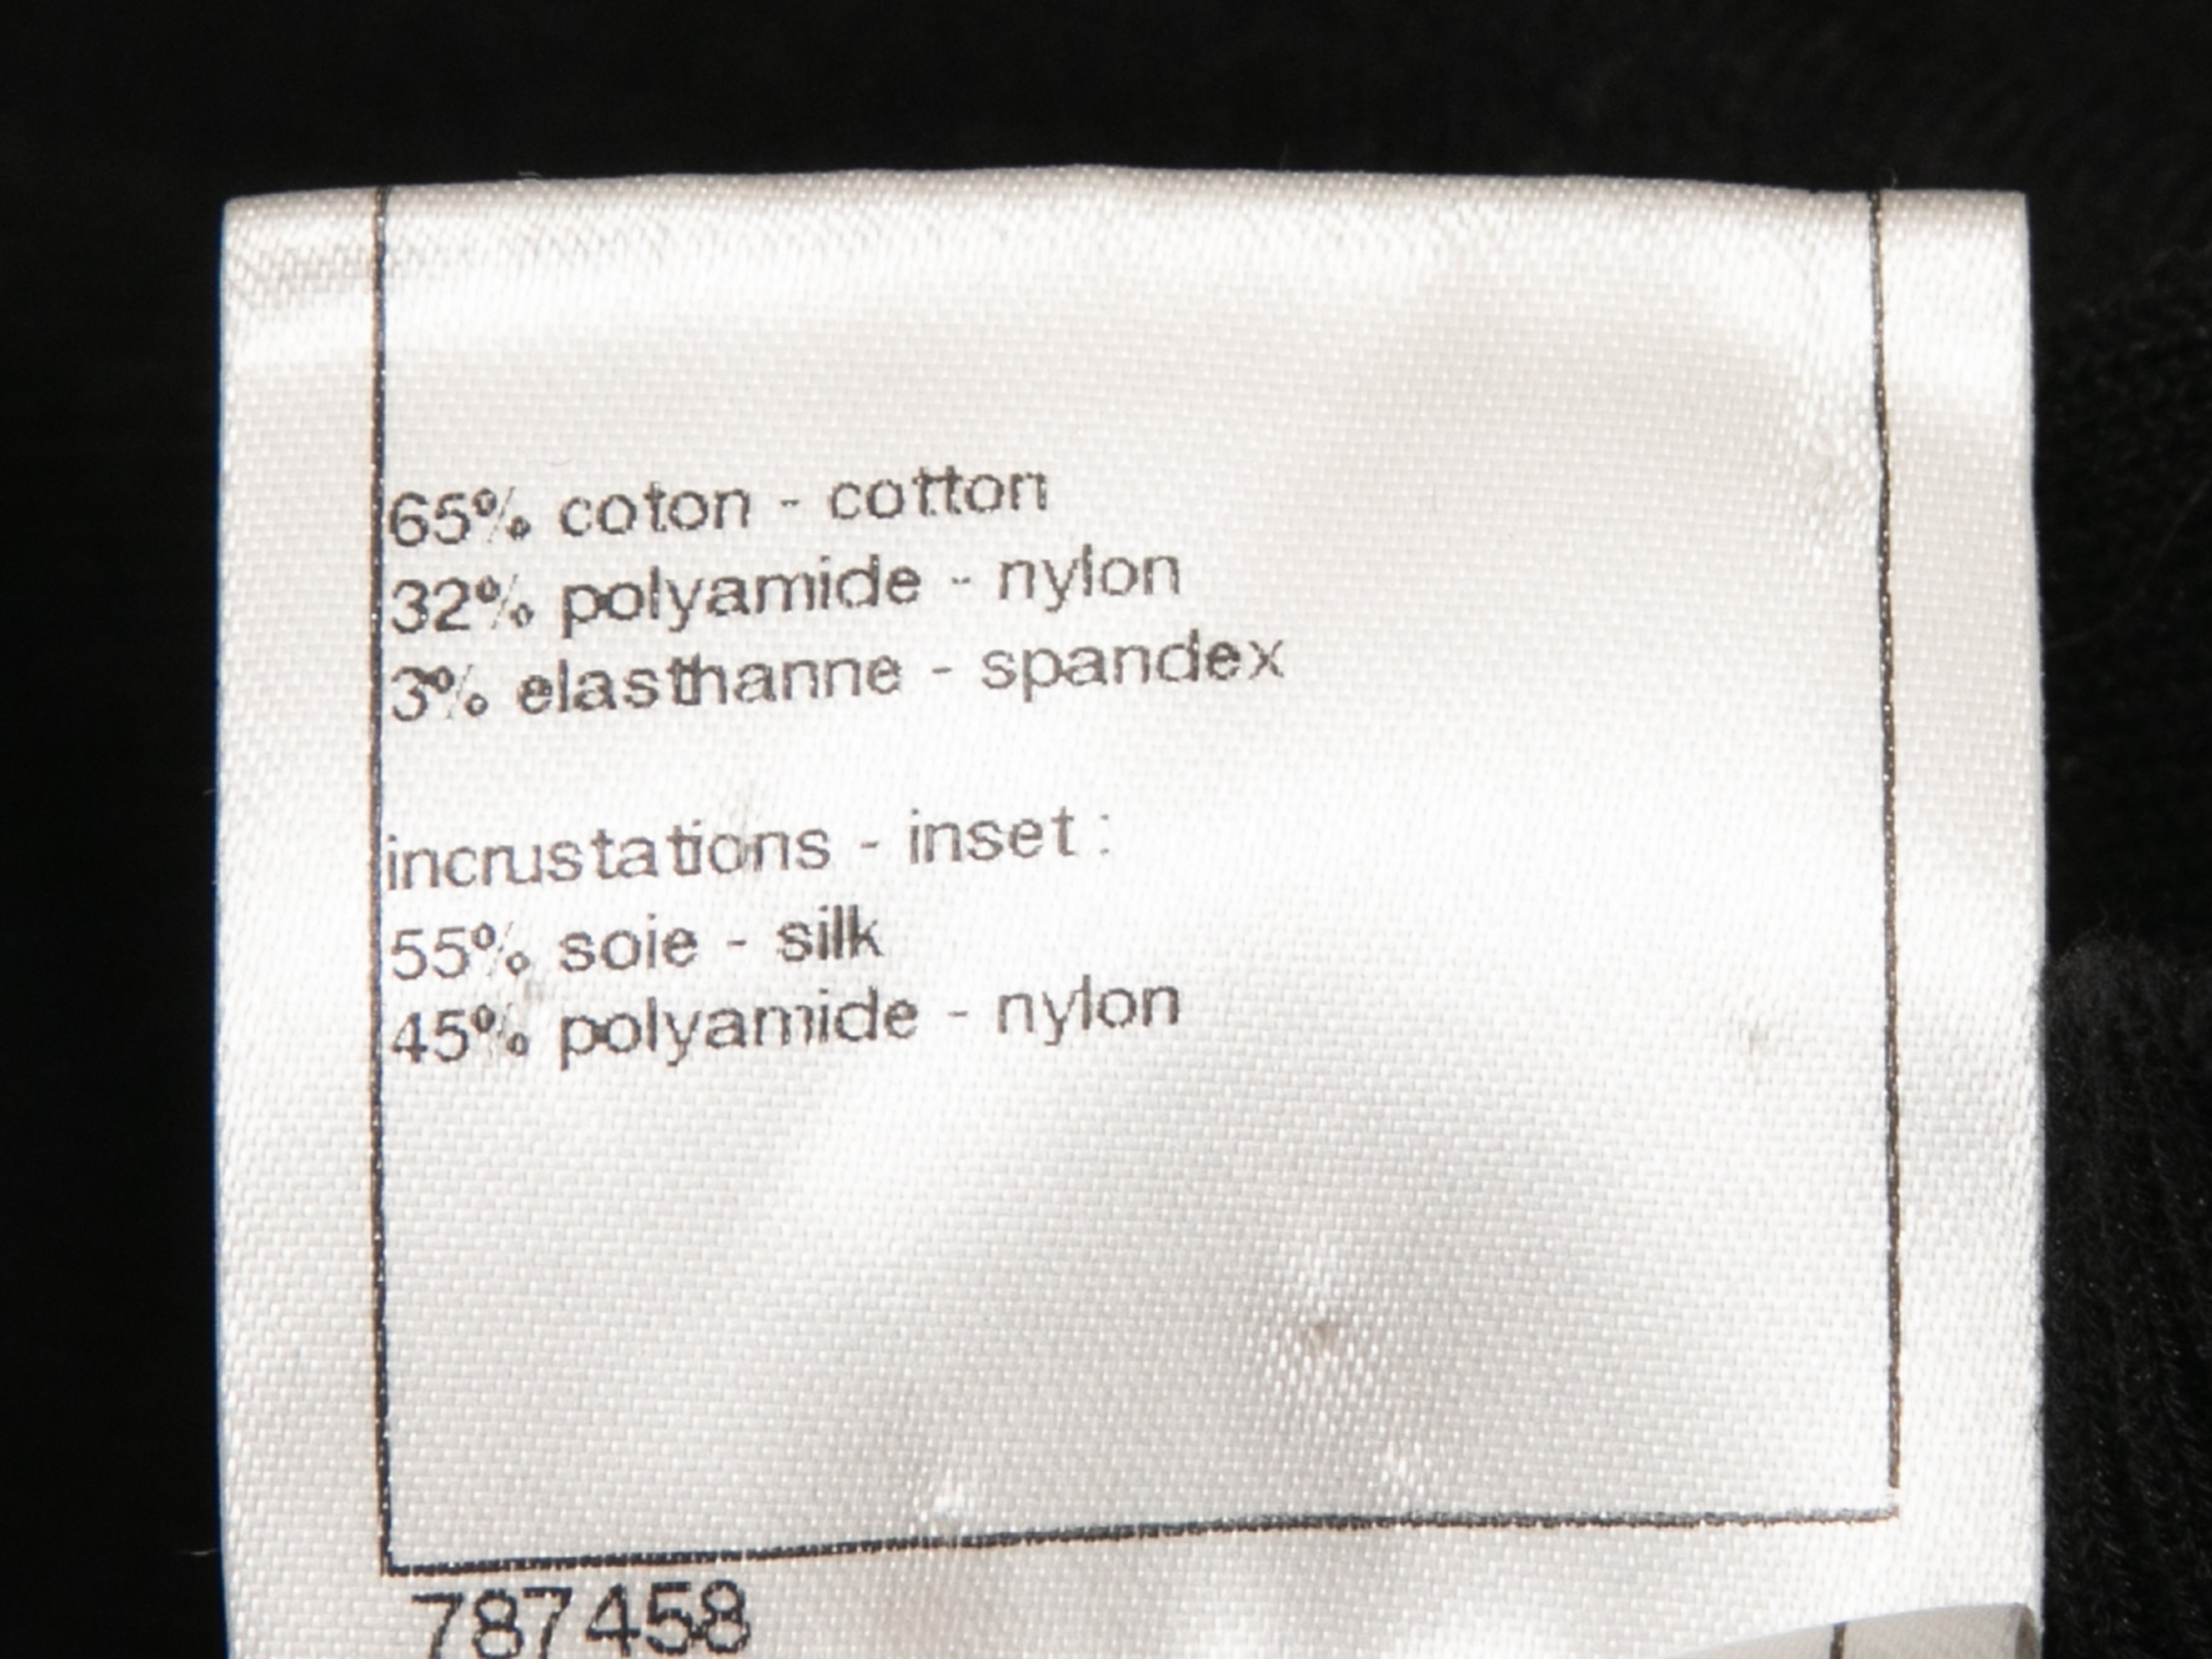 65% coton - cotton
32% polyamide - nylon
3% elasthanne - spandex
incrustations - inset :
55% soie - silk
45% polyamide - nylon
787458